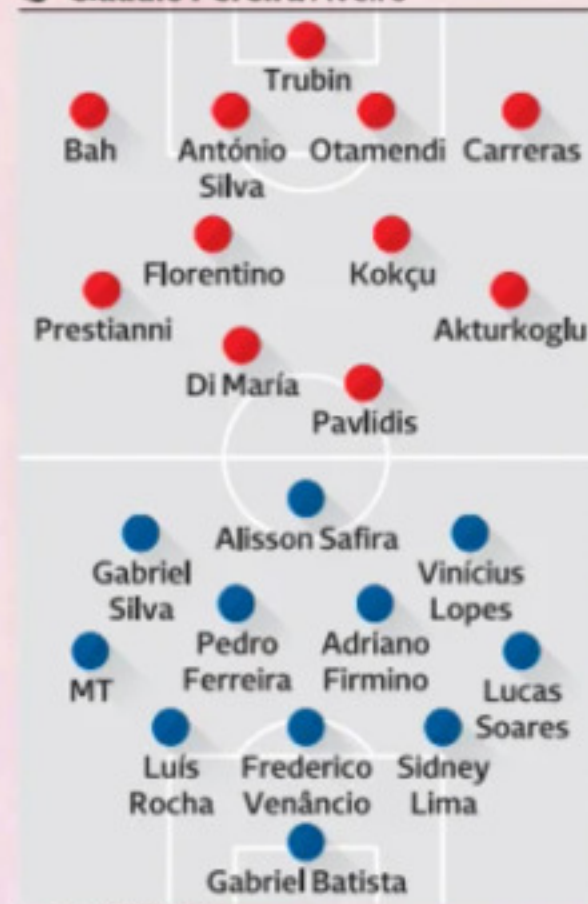 Trubin
Bah António Otamendi Carreras
Silva
Florentino Kokçu
Prestianni Akturkoglu
Di María
Pavlidis
Alisson Safira
Gabriel Vinícius
Silva Lopes
Pedro Adriano
Ferreira Firmino
MT Lucas
Soares
Luís Frederico Sidney
Rocha Venâncio Lima
Gabriel Batista